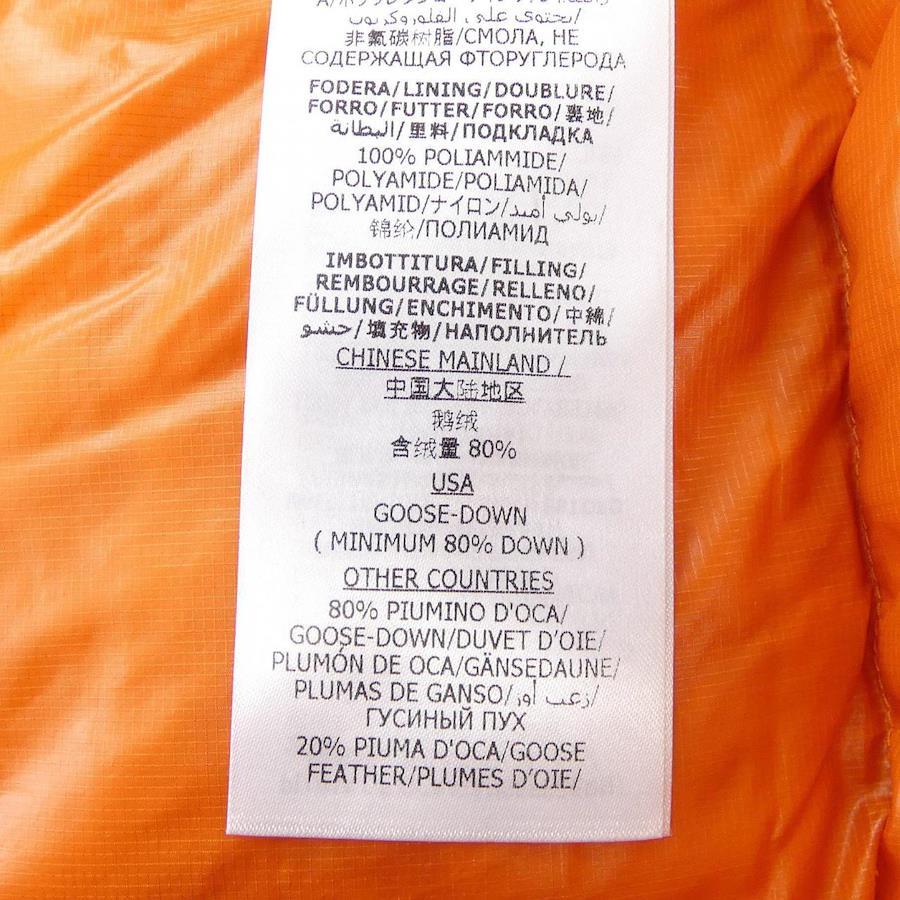 /يحتوي على الفلوروكربون
非氟碳树脂/СМОЛА, НЕ
СОДЕРЖАЩАЯ ФТОРУГЛЕРОДА
FODERA/LINING/DOUBLURE/
FORRO/FUTTER/FORRO/裏地/
البطانة/里料/ПОДКЛАДКА
100% POLIAMMIDE/
POLYAMIDE/POLIAMIDA/
POLYAMID/ナイロン/بولي أميد/
锦纶/ПОЛИАМИД
IMBOTTITURA/FILLING/
REMBOURRAGE/RELLENO/
FÜLLUNG/ENCHIMENTO/中綿/
حشو/填充物/НАПОЛНИТЕЛЬ
CHINESE MAINLAND /
中国大陆地区
鹅绒
含绒量 80%
USA
GOOSE-DOWN
( MINIMUM 80% DOWN )
OTHER COUNTRIES
80% PIUMINO D'OCA/
GOOSE-DOWN/DUVET D'OIE/
PLUMÓN DE OCA/GÄNSEDAUNE/
PLUMAS DE GANSO/زغب أوز/
ГУСИНЫЙ ПУХ
20% PIUMA D'OCA/GOOSE
FEATHER/PLUMES D'OIE/